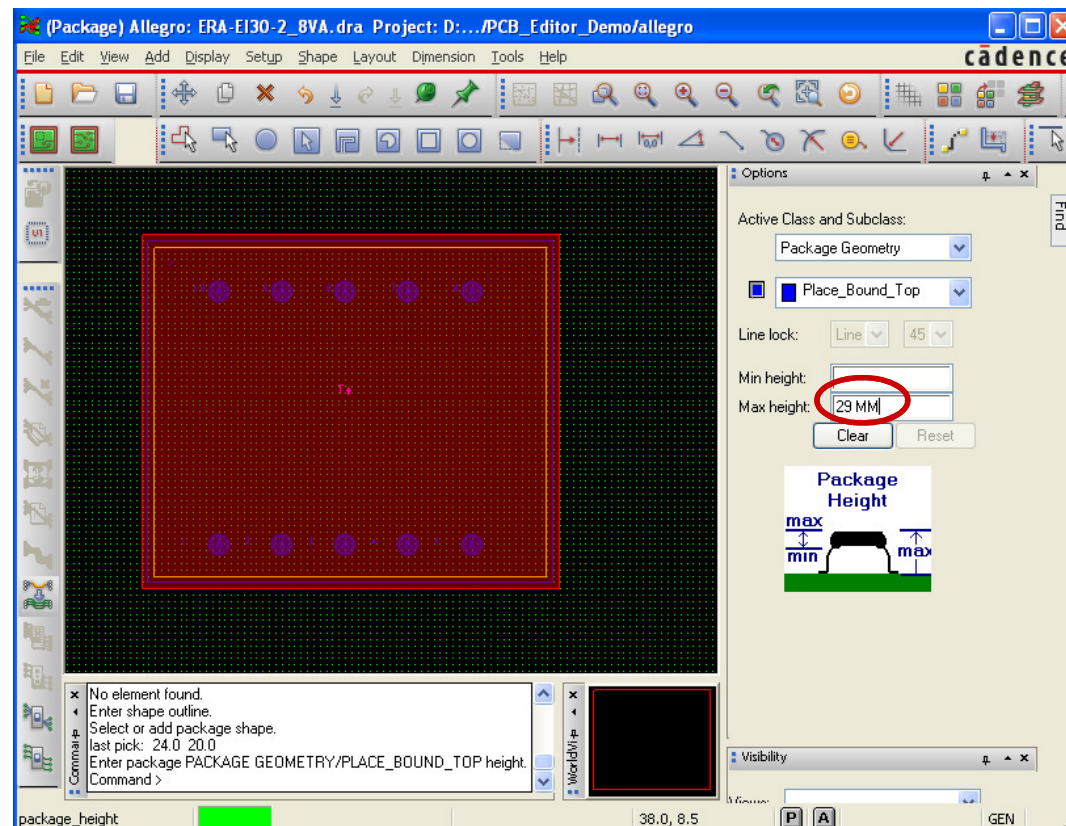 (Package) Allegro: ERA-EI30-2_8VA.dra Project: D:.../PCB_Editor_Demo/allegro
File Edit View Add Display Setup Shape Layout Dimension Tools Help
cādence
Options
Find
Active Class and Subclass:
Package Geometry
Place_Bound_Top
Line lock: Line 45
Min height:
Max height: 29 MM
Clear Reset
Package
Height
max
min
max
No element found.
Enter shape outline.
Select or add package shape.
last pick: 24.0 20.0
Enter package PACKAGE GEOMETRY/PLACE_BOUND_TOP height.
Command >
WorldVi
Visibility
package_height
38.0, 8.5
P A
GEN